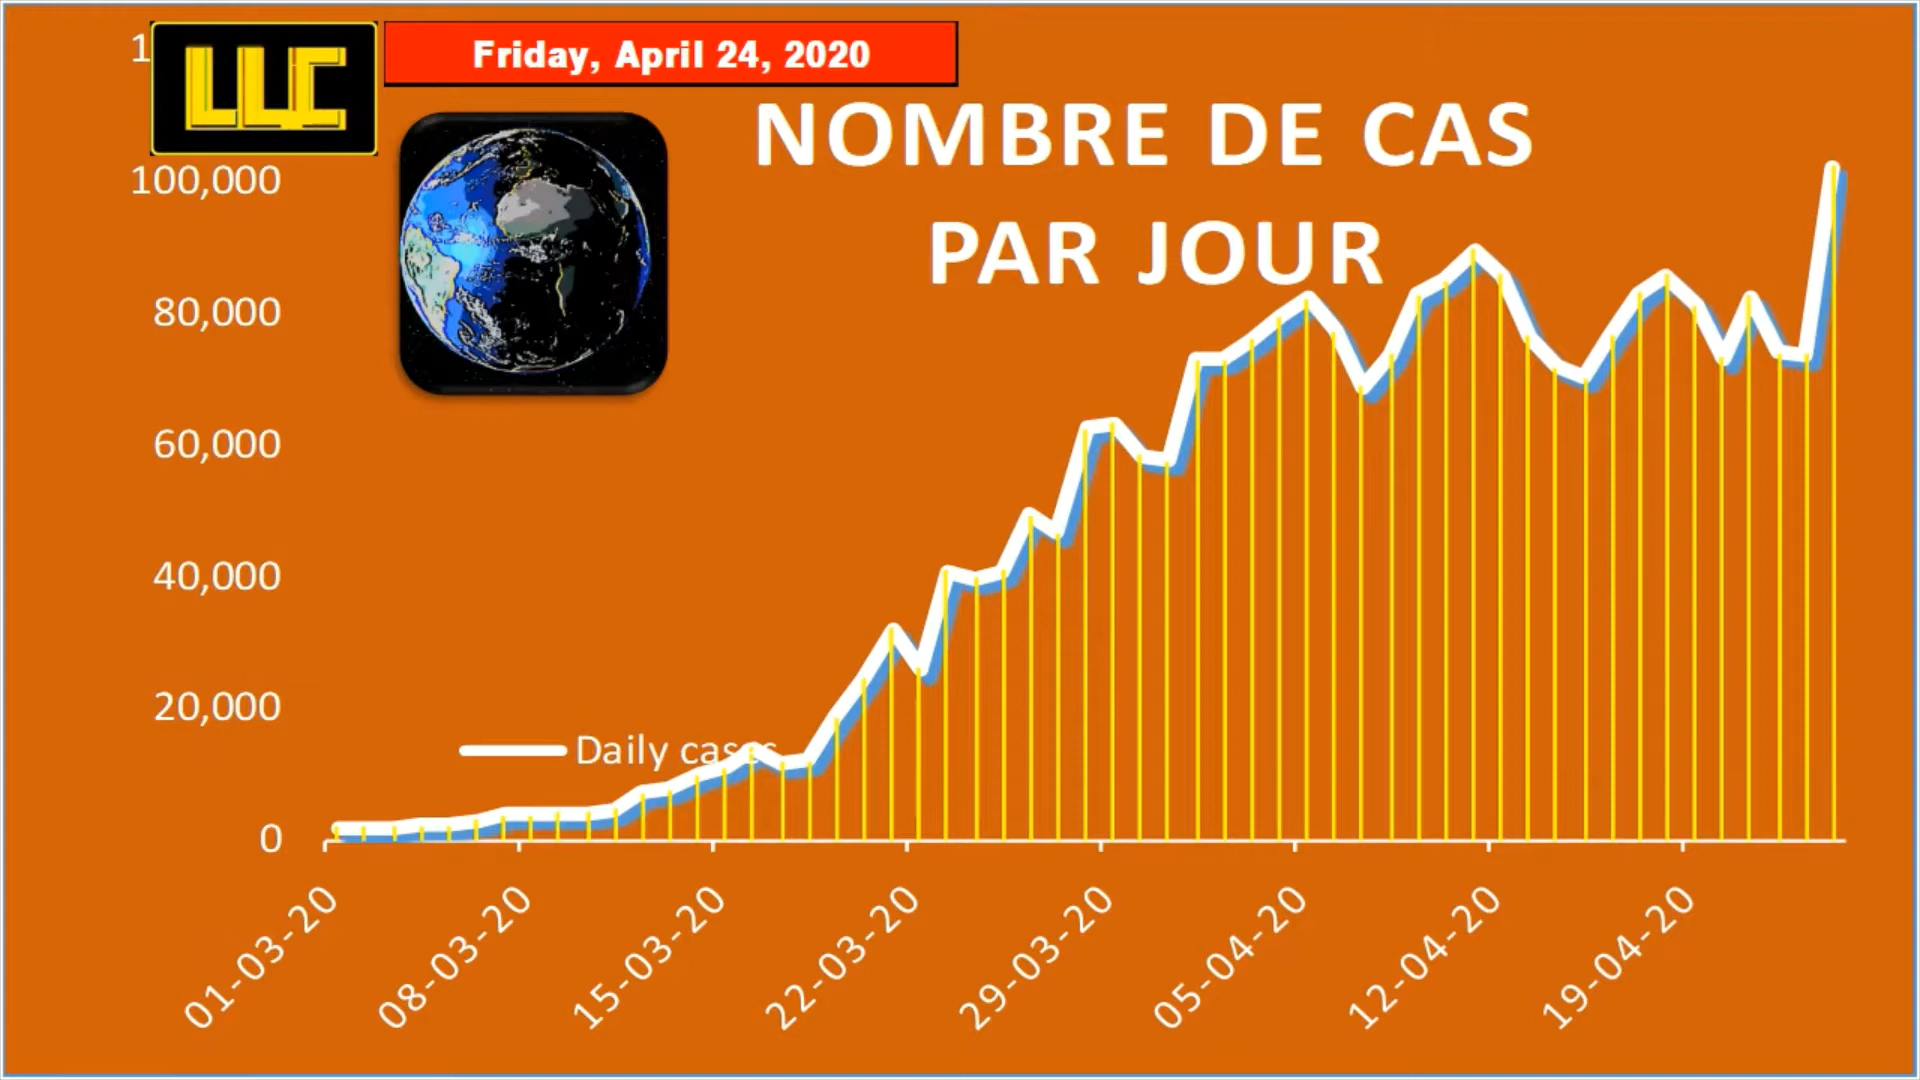 LLC
Friday, April 24, 2020
NOMBRE DE CAS
PAR JOUR
100,000
80,000
60,000
40,000
20,000
0
Daily cases
01-03-20
08-03-20
15-03-20
22-03-20
29-03-20
05-04-20
12-04-20
19-04-20